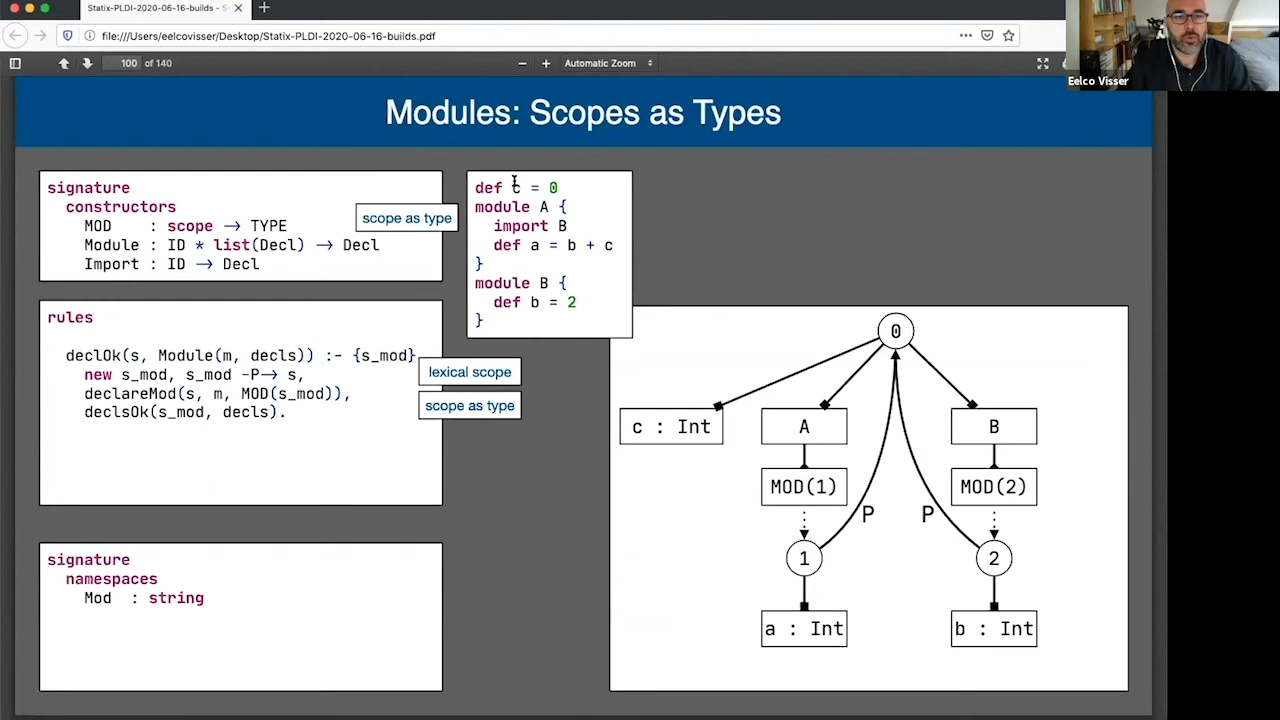 Statix-PLDI-2020-06-16-builds - S
file:///Users/eelcovisser/Desktop/Statix-PLDI-2020-06-16-builds.pdf
100 of 140
Automatic Zoom
Eelco Visser
Modules: Scopes as Types
signature
constructors
MOD : scope → TYPE
Module : ID * list(Decl) → Decl
Import : ID → Decl
scope as type
def c = 0
module A {
import B
def a = b + c
}
module B {
def b = 2
}
rules
declOk(s, Module(m, decls)) :- {s_mod}
new s_mod, s_mod -P→ s,
declareMod(s, m, MOD(s_mod)),
declsOk(s_mod, decls).
lexical scope
scope as type
signature
namespaces
Mod : string
0
c : Int
A
B
MOD(1)
MOD(2)
P
P
1
2
a : Int
b : Int